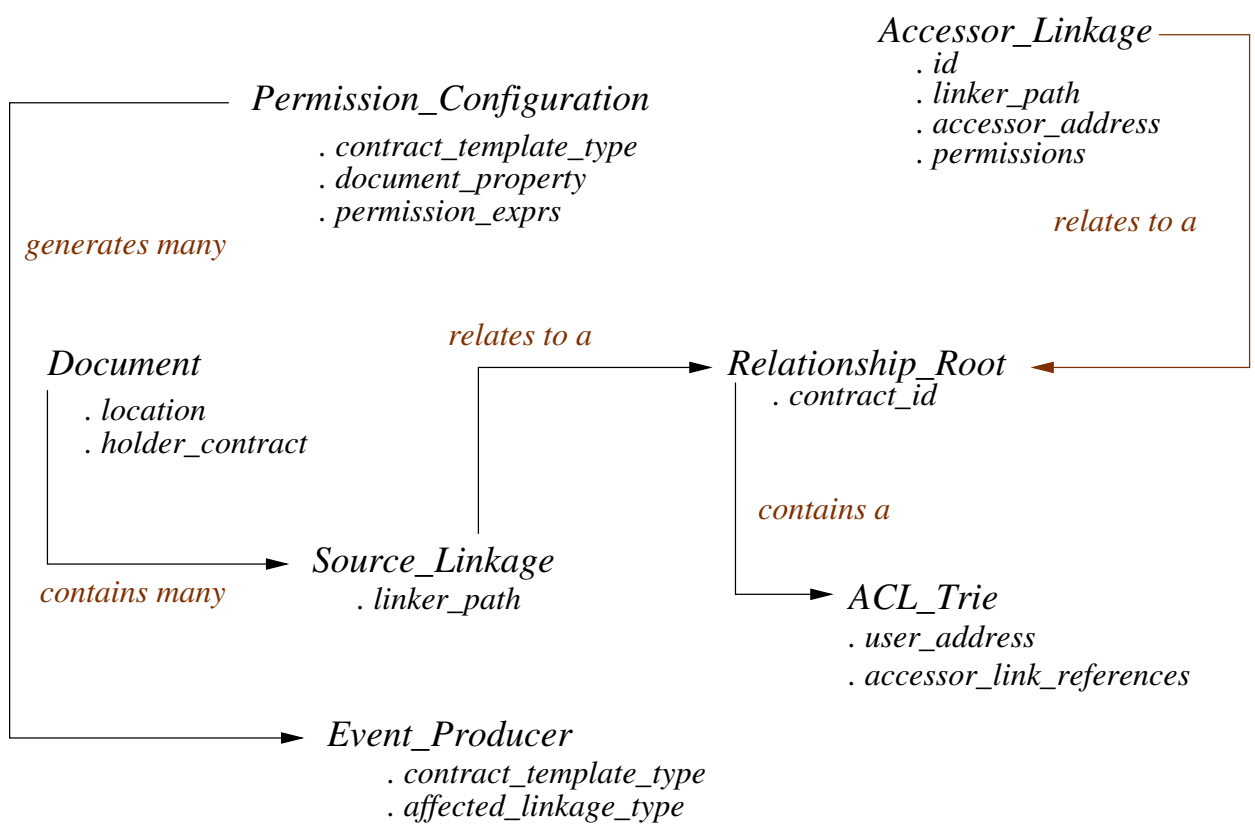 Accessor_Linkage
. id
. linker_path
. accessor_address
. permissions
Permission_Configuration
. contract_template_type
. document_property
. permission_exprs
generates many
relates to a
relates to a
Document
. location
. holder_contract
Relationship_Root
. contract_id
contains a
Source_Linkage
. linker_path
contains many
ACL_Trie
. user_address
. accessor_link_references
Event_Producer
. contract_template_type
. affected_linkage_type